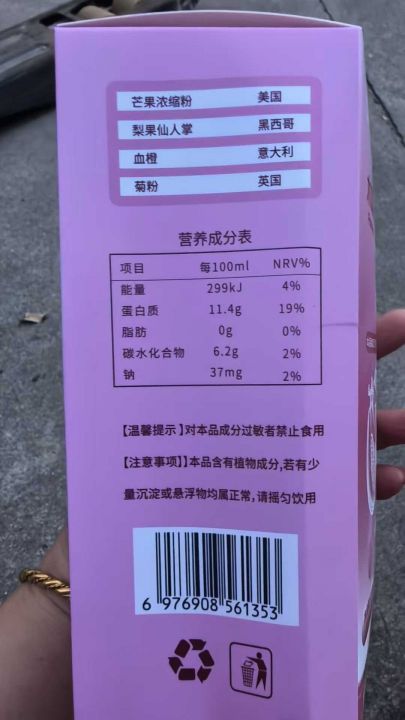 芒果浓缩粉 美国
梨果仙人掌 黑西哥
血橙 意大利
菊粉 英国
营养成分表
项目 每100ml NRV%
能量 299kJ 4%
蛋白质 11.4g 19%
脂肪 0g 0%
碳水化合物 6.2g 2%
钠 37mg 2%
【温馨提示】对本品成分过敏者禁止食用
【注意事项】】本品含有植物成分,若有少
量沉淀或悬浮物均属正常,请摇匀饮用
6 976908 561353